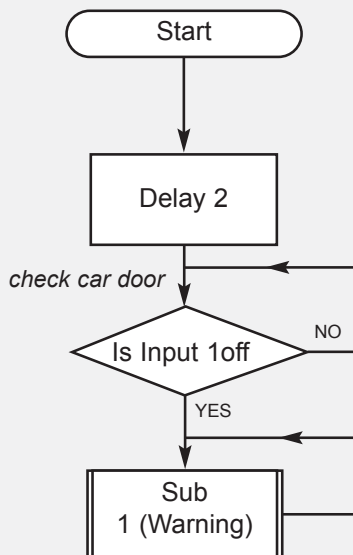 Start
Delay 2
check car door
Is Input 1off
NO
YES
Sub
1 (Warning)